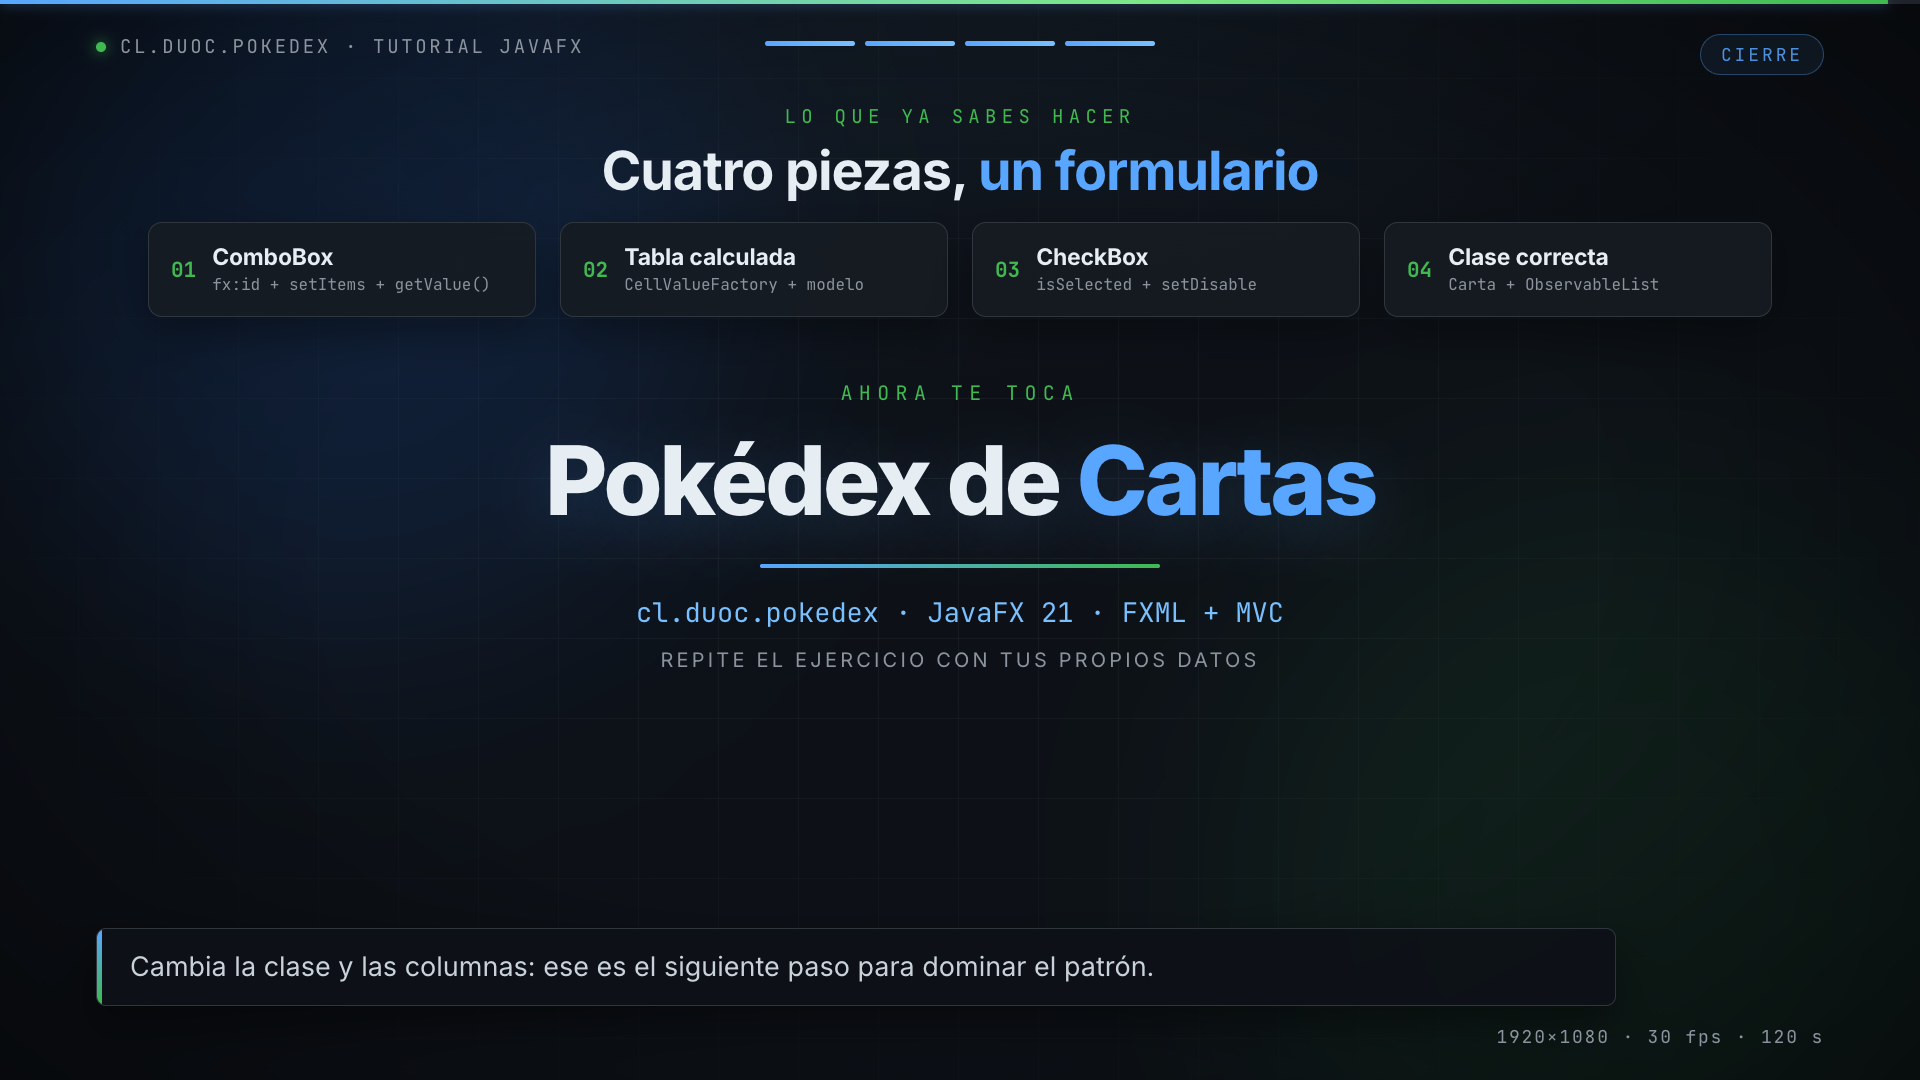 CL.DUOC.POKEDEX · TUTORIAL JAVAFX
CIERRE
LO QUE YA SABES HACER
Cuatro piezas, un formulario
01
ComboBox
fx:id + setItems + getValue()
02
Tabla calculada
CellValueFactory + modelo
03
CheckBox
isSelected + setDisable
04
Clase correcta
Carta + ObservableList
AHORA TE TOCA
Pokédex de Cartas
cl.duoc.pokedex · JavaFX 21 · FXML + MVC
REPITE EL EJERCICIO CON TUS PROPIOS DATOS
Cambia la clase y las columnas: ese es el siguiente paso para dominar el patrón.
1920×1080 · 30 fps · 120 s